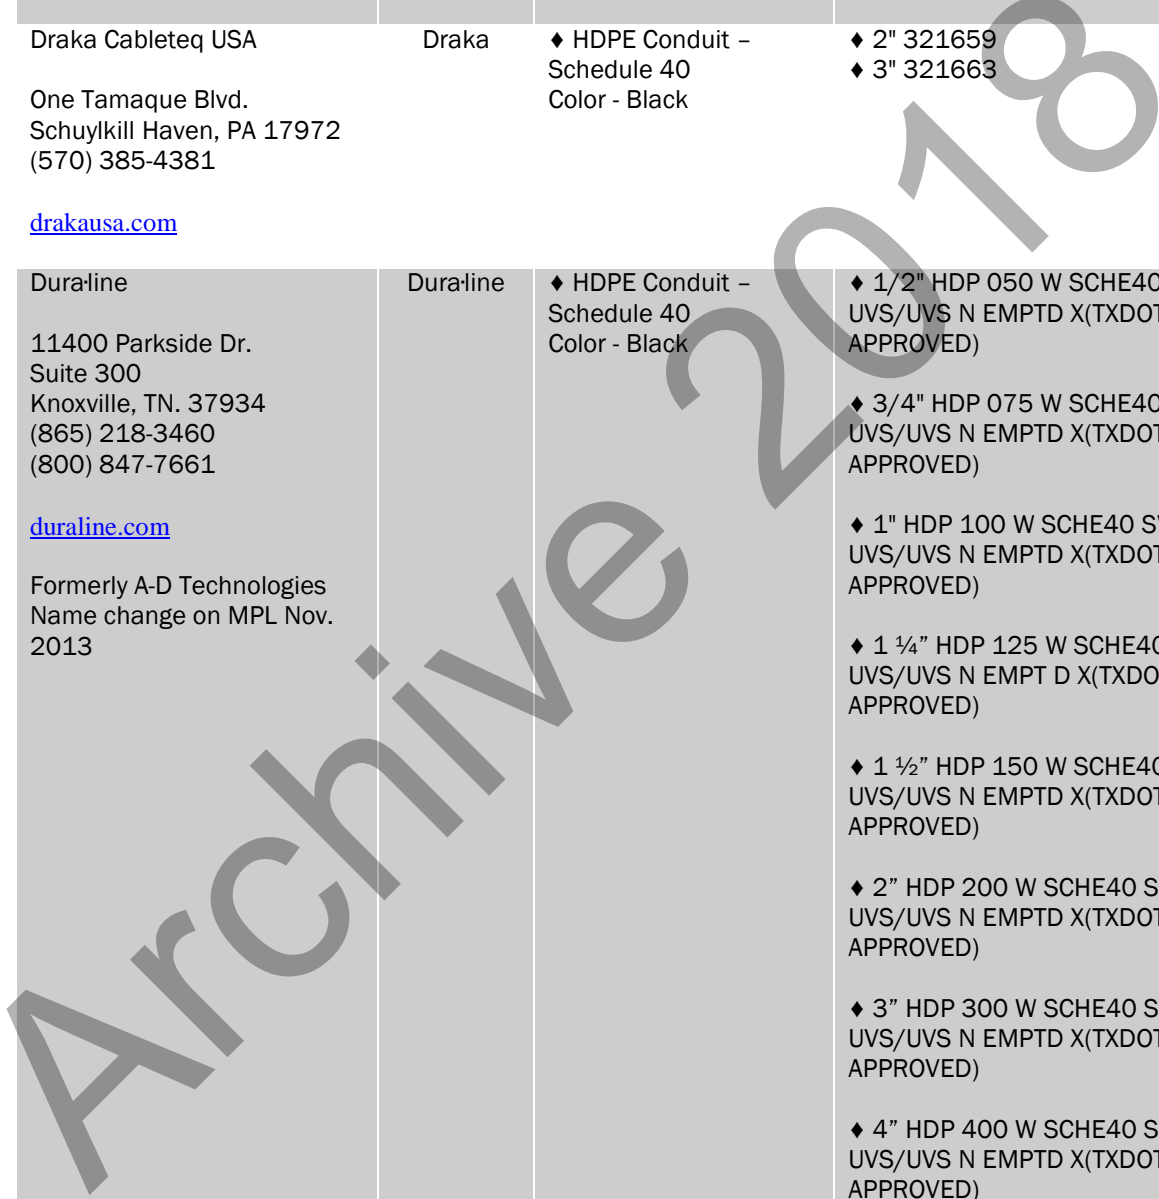 Draka Cableteq USA
One Tamaque Blvd.
Schuylkill Haven, PA 17972
(570) 385-4381
drakausa.com
Draka
♦ HDPE Conduit –
Schedule 40
Color - Black
♦ 2" 321659
♦ 3" 321663
Dura•line
11400 Parkside Dr.
Suite 300
Knoxville, TN. 37934
(865) 218-3460
(800) 847-7661
duraline.com
Formerly A-D Technologies
Name change on MPL Nov.
2013
Dura•line
♦ HDPE Conduit –
Schedule 40
Color - Black
♦ 1/2" HDP 050 W SCHE40
UVS/UVS N EMPTD X(TXDOT
APPROVED)
♦ 3/4" HDP 075 W SCHE40
UVS/UVS N EMPTD X(TXDOT
APPROVED)
♦ 1" HDP 100 W SCHE40
UVS/UVS N EMPTD X(TXDOT
APPROVED)
♦ 1 ¼” HDP 125 W SCHE40
UVS/UVS N EMPT D X(TXDO
APPROVED)
♦ 1 ½” HDP 150 W SCHE40
UVS/UVS N EMPTD X(TXDOT
APPROVED)
♦ 2” HDP 200 W SCHE40 S
UVS/UVS N EMPTD X(TXDOT
APPROVED)
♦ 3” HDP 300 W SCHE40 S
UVS/UVS N EMPTD X(TXDOT
APPROVED)
♦ 4” HDP 400 W SCHE40 S
UVS/UVS N EMPTD X(TXDOT
APPROVED)
Archive 2018